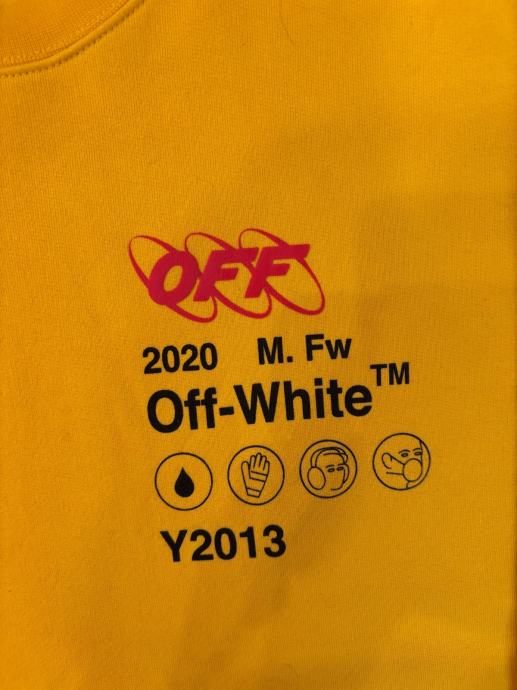 OFF
2020 M. Fw
Off-White™
Y2013